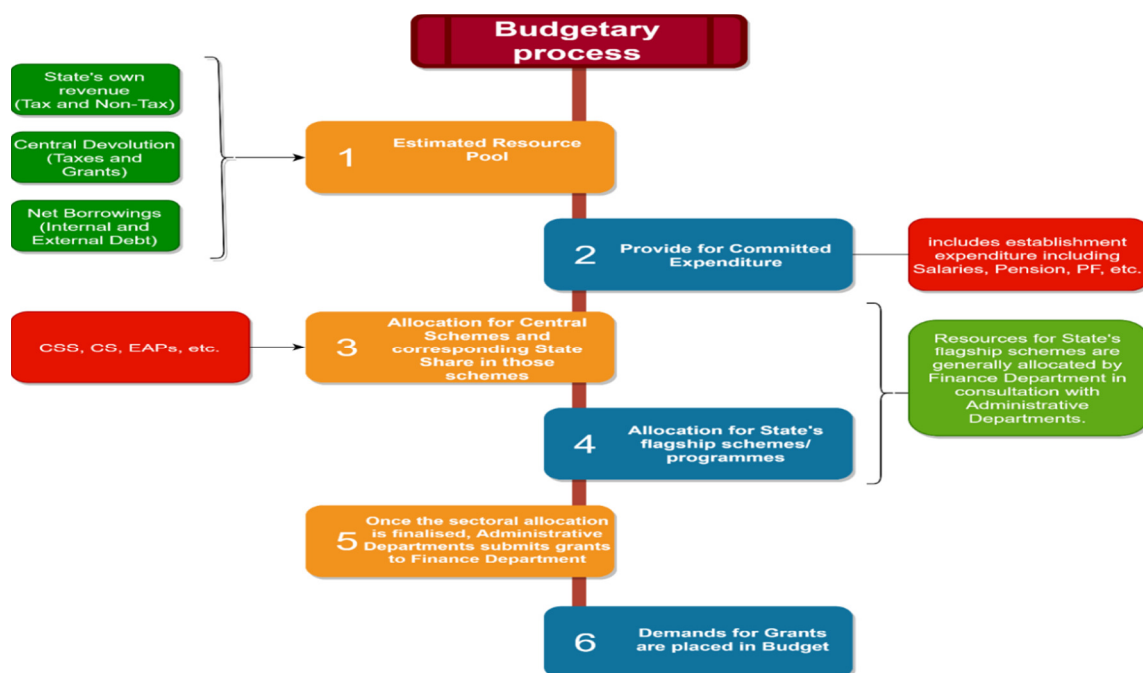 Budgetary
process
State's own
revenue
(Tax and Non-Tax)
Central Devolution
(Taxes and
Grants)
Net Borrowings
(Internal and
External Debt)
1
Estimated Resource
Pool
2
Provide for Committed
Expenditure
includes establishment
expenditure including
Salaries, Pension, PF, etc.
CSS, CS, EAPs, etc.
3
Allocation for Central
Schemes and
corresponding State
Share in those
schemes
Resources for State's
flagship schemes are
generally allocated by
Finance Department in
consultation with
Administrative
Departments.
4
Allocation for State's
flagship schemes/
programmes
5
Once the sectoral allocation
is finalised, Administrative
Departments submits grants
to Finance Department
6
Demands for Grants
are placed in Budget